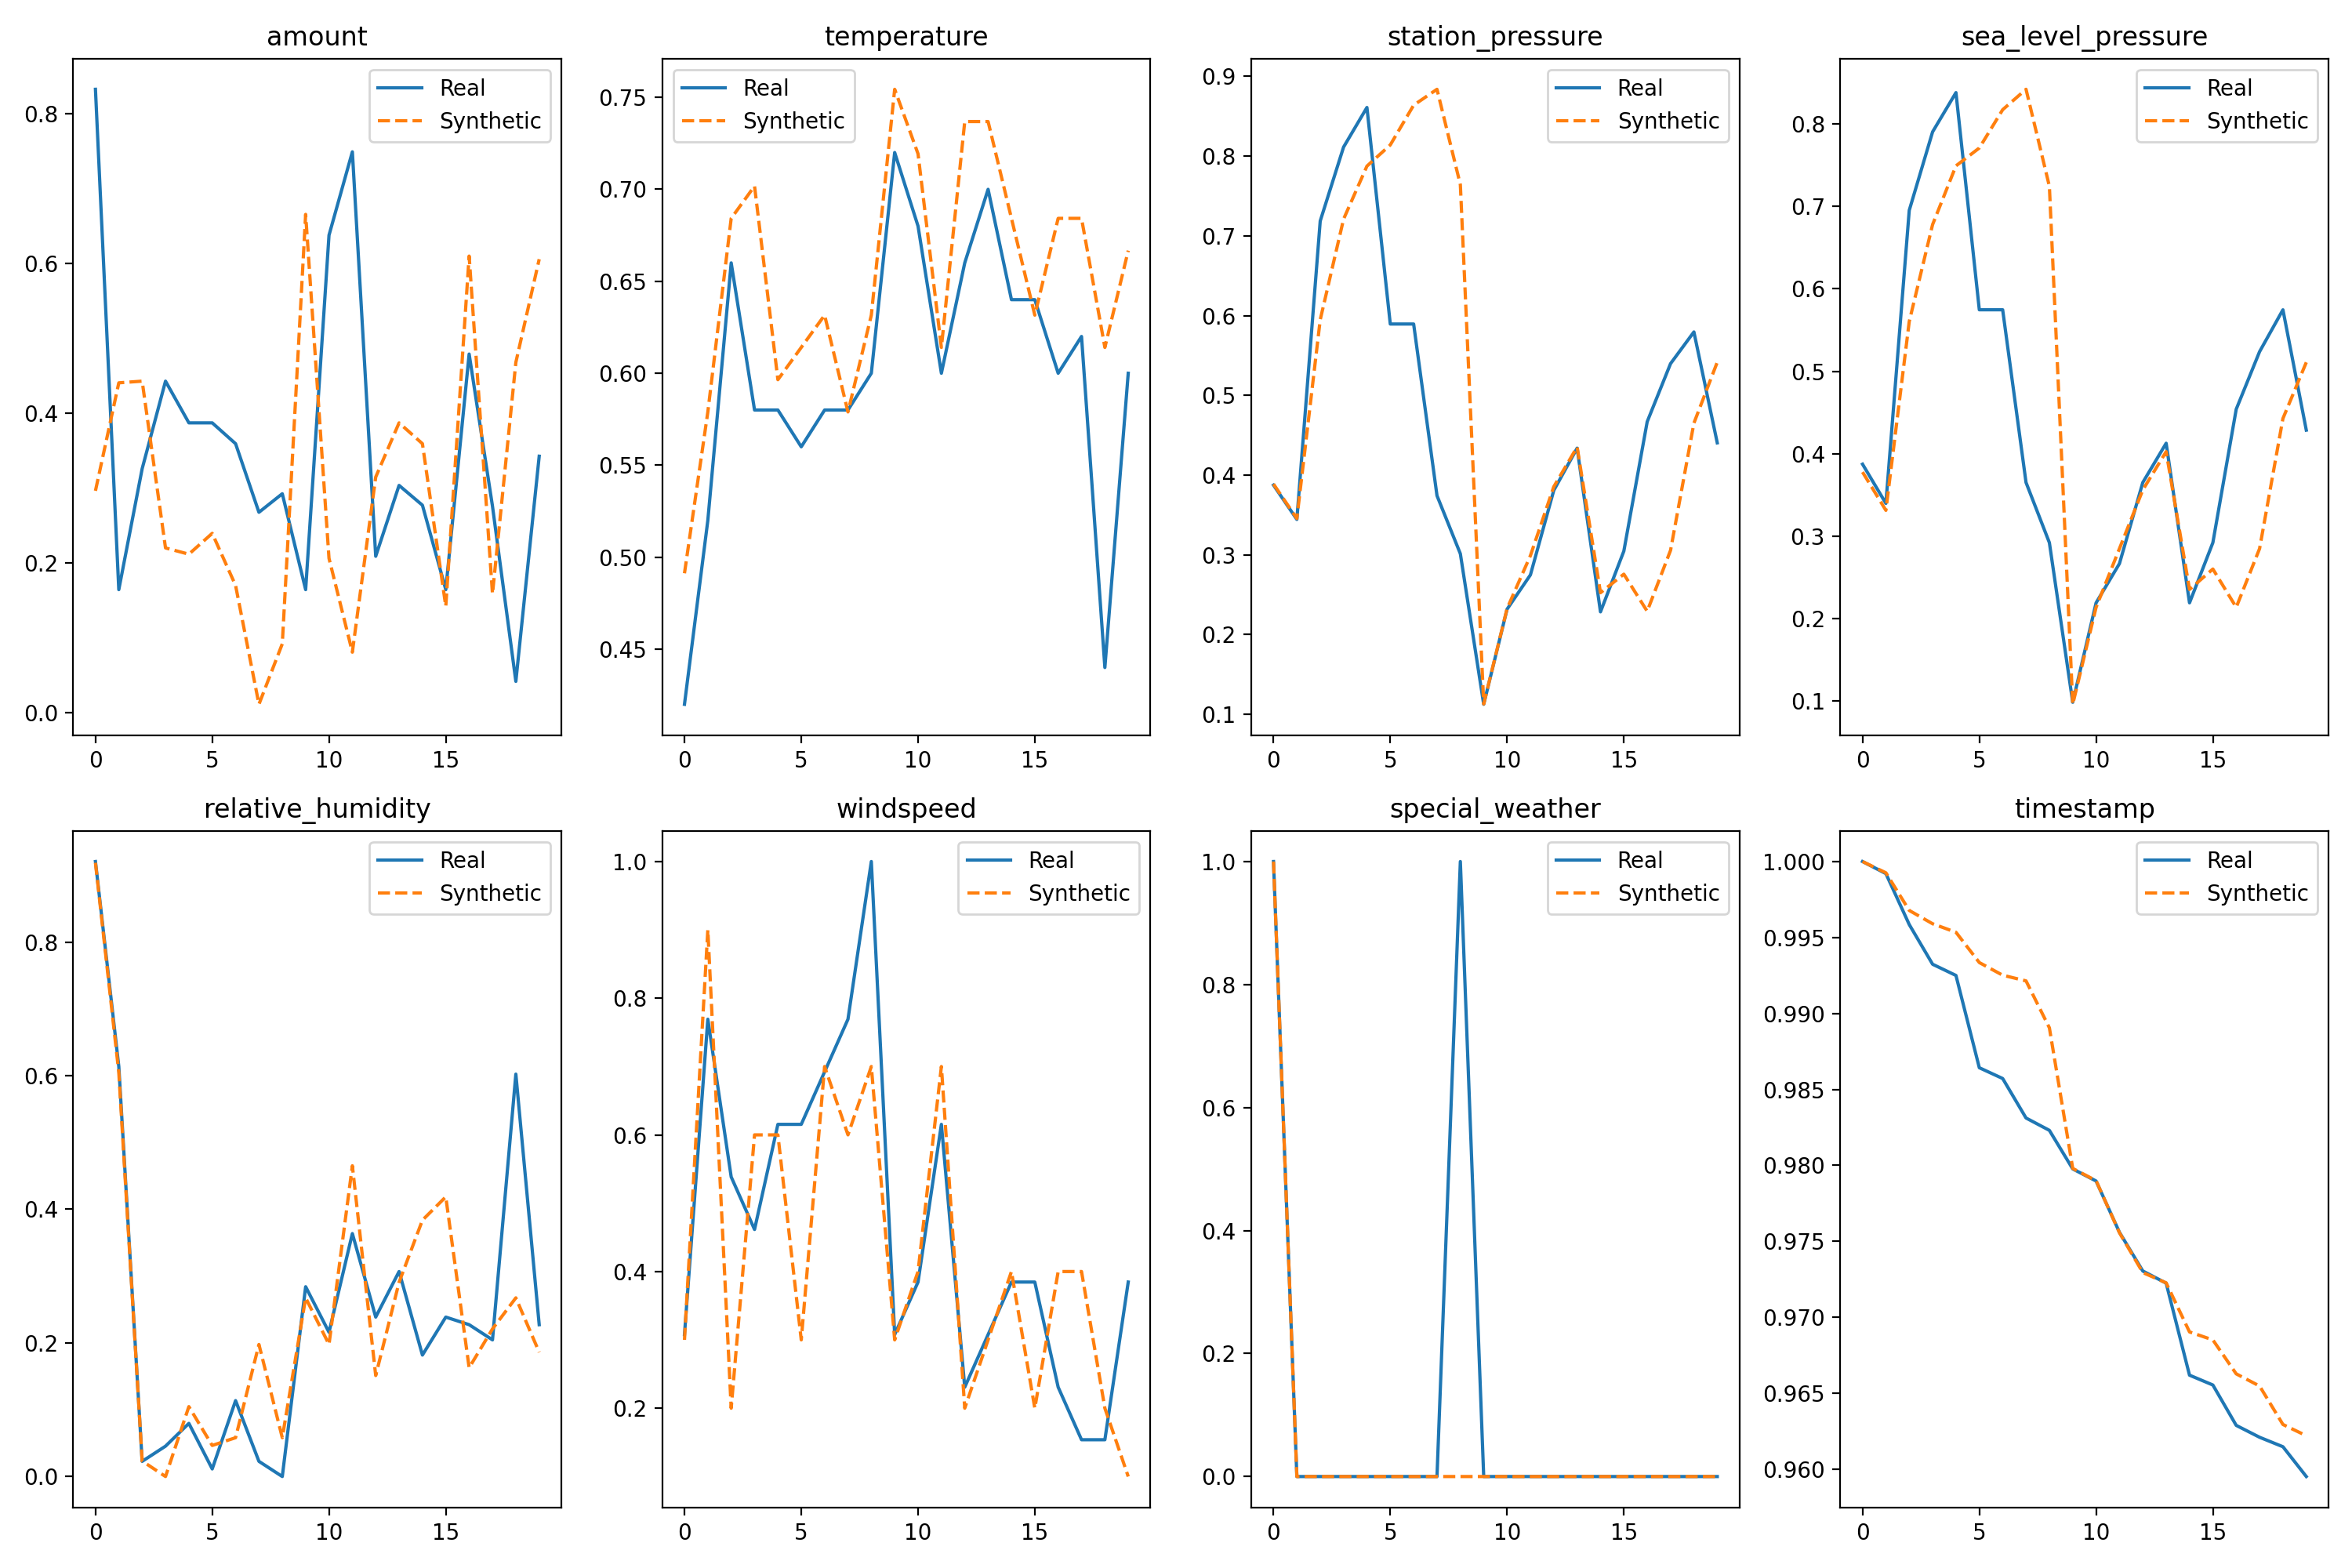 amount
Real
Synthetic
0.8
0.6
0.4
0.2
0.0
0 5 10 15
temperature
Real
Synthetic
0.75
0.70
0.65
0.60
0.55
0.50
0.45
0 5 10 15
station_pressure
Real
Synthetic
0.9
0.8
0.7
0.6
0.5
0.4
0.3
0.2
0.1
0 5 10 15
sea_level_pressure
Real
Synthetic
0.8
0.7
0.6
0.5
0.4
0.3
0.2
0.1
0 5 10 15
relative_humidity
Real
Synthetic
0.8
0.6
0.4
0.2
0.0
0 5 10 15
windspeed
Real
Synthetic
1.0
0.8
0.6
0.4
0.2
0 5 10 15
special_weather
Real
Synthetic
1.0
0.8
0.6
0.4
0.2
0.0
0 5 10 15
timestamp
Real
Synthetic
1.000
0.995
0.990
0.985
0.980
0.975
0.970
0.965
0.960
0 5 10 15